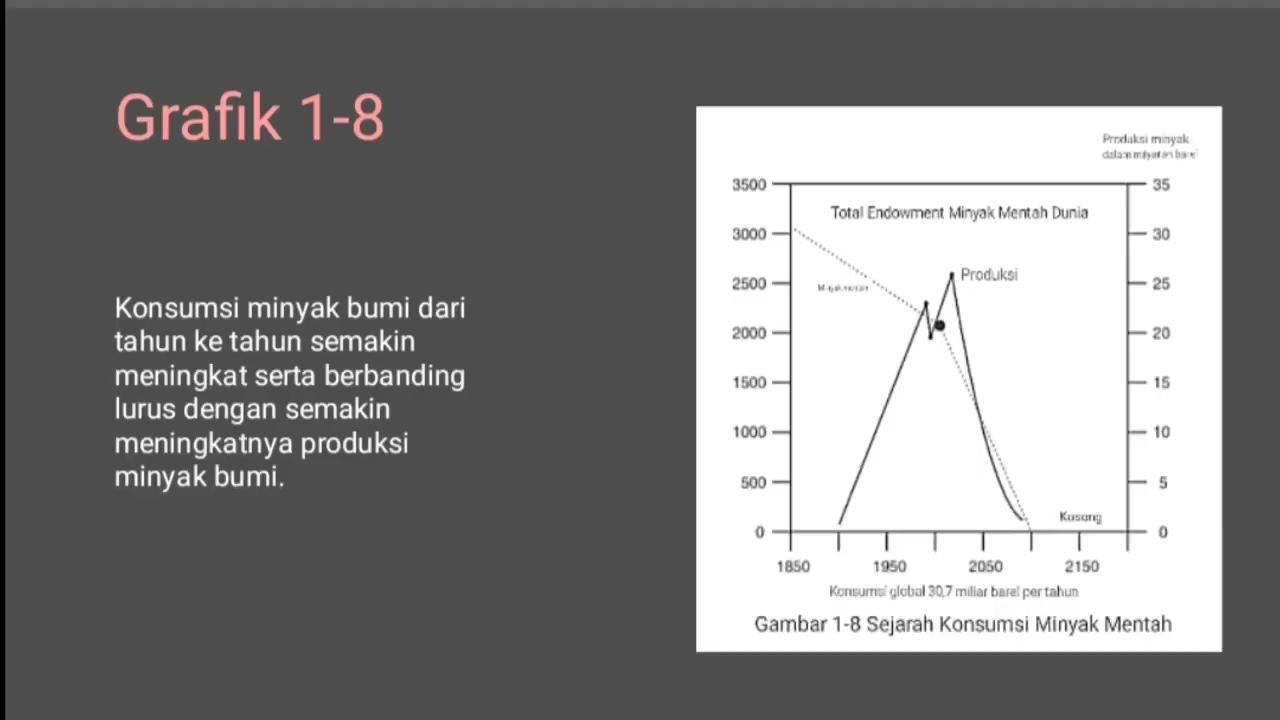 Grafik 1-8
Konsumsi minyak bumi dari
tahun ke tahun semakin
meningkat serta berbanding
lurus dengan semakin
meningkatnya produksi
minyak bumi.
Produksi minyak
dalam milyaran barel
3500
35
Total Endowment Minyak Mentah Dunia
3000
30
Produksi
2500
25
Minyak mentah
2000
20
1500
15
1000
10
500
5
Kosong
0
0
1850 1950 2050 2150
Konsumsi global 30,7 miliar barel per tahun
Gambar 1-8 Sejarah Konsumsi Minyak Mentah